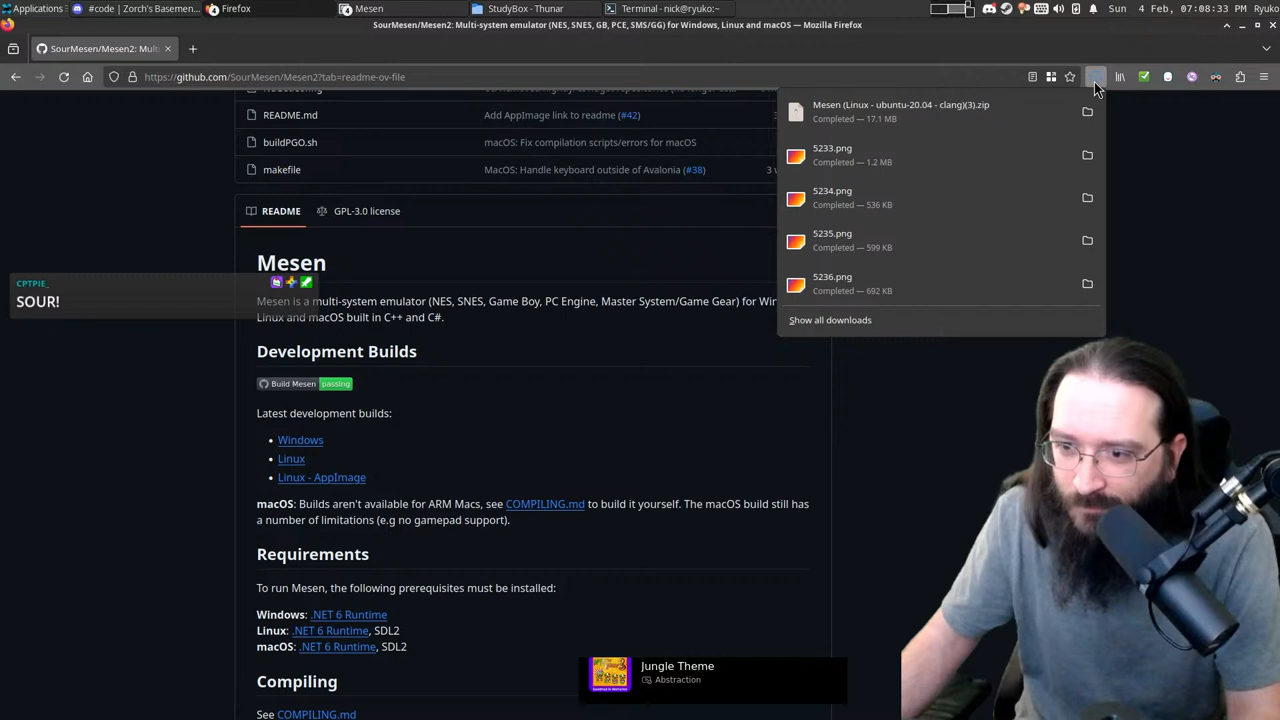 Applications
#code | Zorch's Basemen...
Firefox
Mesen
StudyBox - Thunar
Terminal - nick@ryuko:~
Sun 4 Feb, 07:08:33 PM Ryuko
SourMesen/Mesen2: Multi-system emulator (NES, SNES, GB, PCE, SMS/GG) for Windows, Linux and macOS — Mozilla Firefox
SourMesen/Mesen2: Mult
https://github.com/SourMesen/Mesen2?tab=readme-ov-file
README.md
Add AppImage link to readme (#42)
buildPGO.sh
macOS: Fix compilation scripts/errors for macOS
makefile
MacOS: Handle keyboard outside of Avalonia (#38)
3 w
README
GPL-3.0 license
Mesen (Linux - ubuntu-20.04 - clang)(3).zip
Completed — 17.1 MB
5233.png
Completed — 1.2 MB
5234.png
Completed — 536 KB
5235.png
Completed — 599 KB
5236.png
Completed — 692 KB
Show all downloads
CPTPIE_
SOUR!
Mesen
Mesen is a multi-system emulator (NES, SNES, Game Boy, PC Engine, Master System/Game Gear) for Win
Linux and macOS built in C++ and C#.
Development Builds
Build Mesen passing
Latest development builds:
• Windows
• Linux
• Linux - AppImage
macOS: Builds aren't available for ARM Macs, see COMPILING.md to build it yourself. The macOS build still has
a number of limitations (e.g no gamepad support).
Requirements
To run Mesen, the following prerequisites must be installed:
Windows: .NET 6 Runtime
Linux: .NET 6 Runtime, SDL2
macOS: .NET 6 Runtime, SDL2
Compiling
See COMPILING.md
Jungle Theme
Abstraction